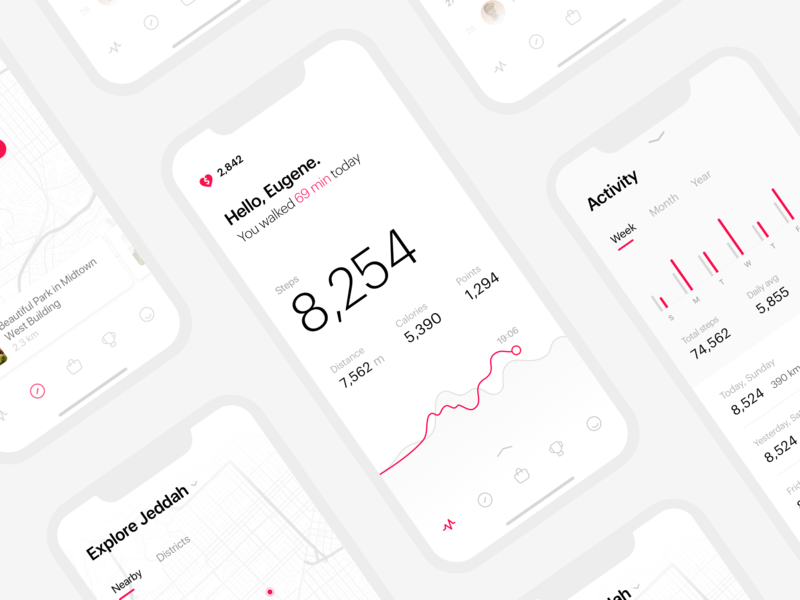 2,842
Hello, Eugene.
You walked 69 min today
Steps
8,254
Distance
7,562 m
Calories
5,390
Points
1,294
19:06
Activity
Week
Month
Year
S
M
T
W
T
F
Total steps
74,562
Daily avg
5,855
Today, Sunday
8,524
390 km
Yesterday, Sa
8,524
Frid
Beautiful Park in Midtown
West Building
2.3 km
Explore Jeddah
Nearby
Districts